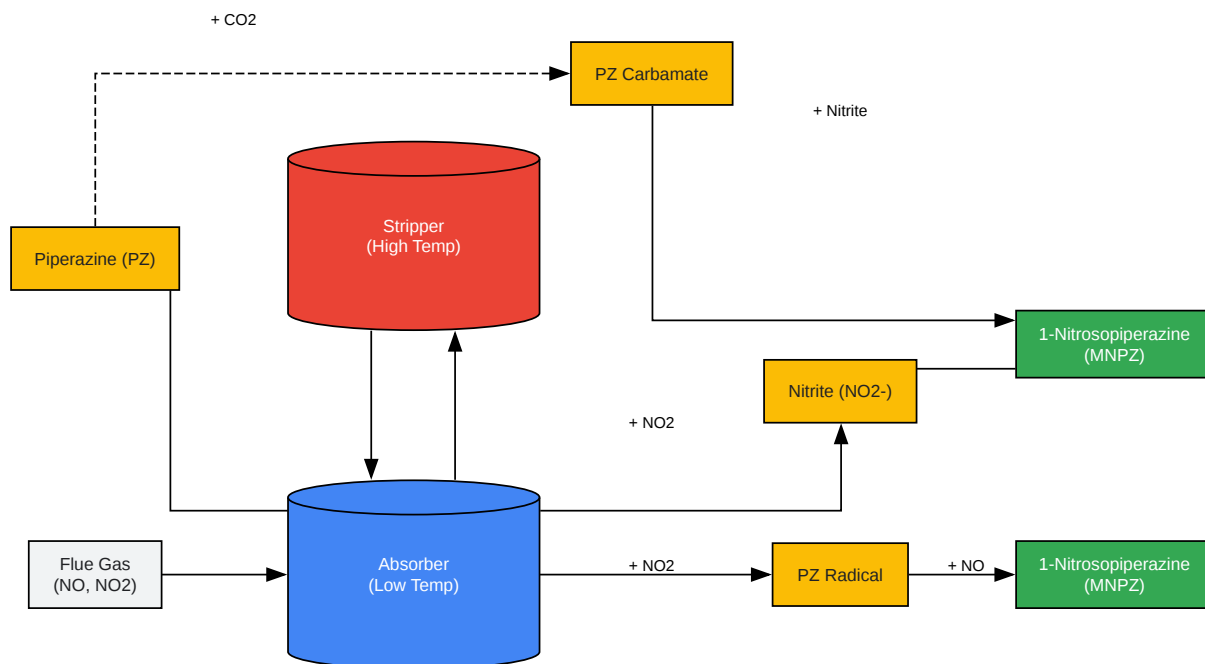 + CO2
PZ Carbamate
+ Nitrite
Stripper
(High Temp)
Piperazine (PZ)
1-Nitrosopiperazine
(MNPZ)
Nitrite (NO2-)
+ NO2
Flue Gas
(NO, NO2)
Absorber
(Low Temp)
+ NO2
PZ Radical
+ NO
1-Nitrosopiperazine
(MNPZ)